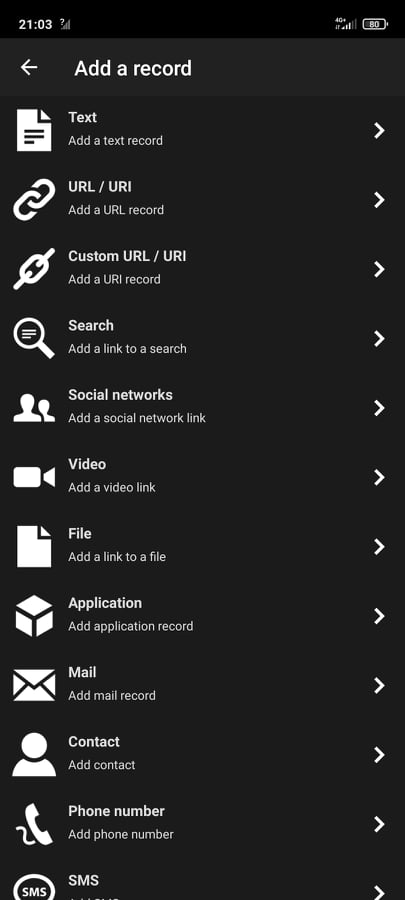 21:03
4G+
80
Add a record
Text
Add a text record
URL / URI
Add a URL record
Custom URL / URI
Add a URI record
Search
Add a link to a search
Social networks
Add a social network link
Video
Add a video link
File
Add a link to a file
Application
Add application record
Mail
Add mail record
Contact
Add contact
Phone number
Add phone number
SMS
SMS